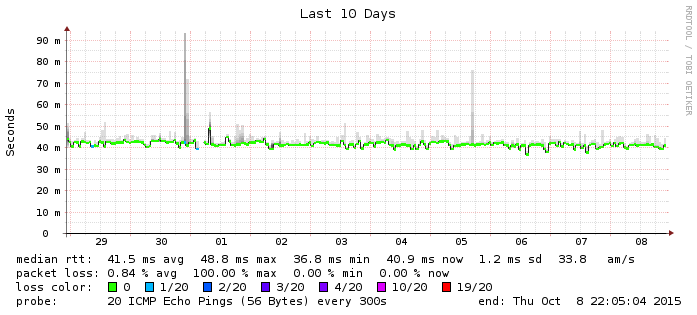 Last 10 Days
RRDTOOL / TOBI OETIKER
Seconds
90 m
80 m
70 m
60 m
50 m
40 m
30 m
20 m
10 m
0
29 30 01 02 03 04 05 06 07 08
median rtt: 41.5 ms avg 48.8 ms max 36.8 ms min 40.9 ms now 1.2 ms sd 33.8 am/s
packet loss: 0.84 % avg 100.00 % max 0.00 % min 0.00 % now
loss color: 0 1/20 2/20 3/20 4/20 10/20 19/20
probe: 20 ICMP Echo Pings (56 Bytes) every 300s end: Thu Oct 8 22:05:04 2015